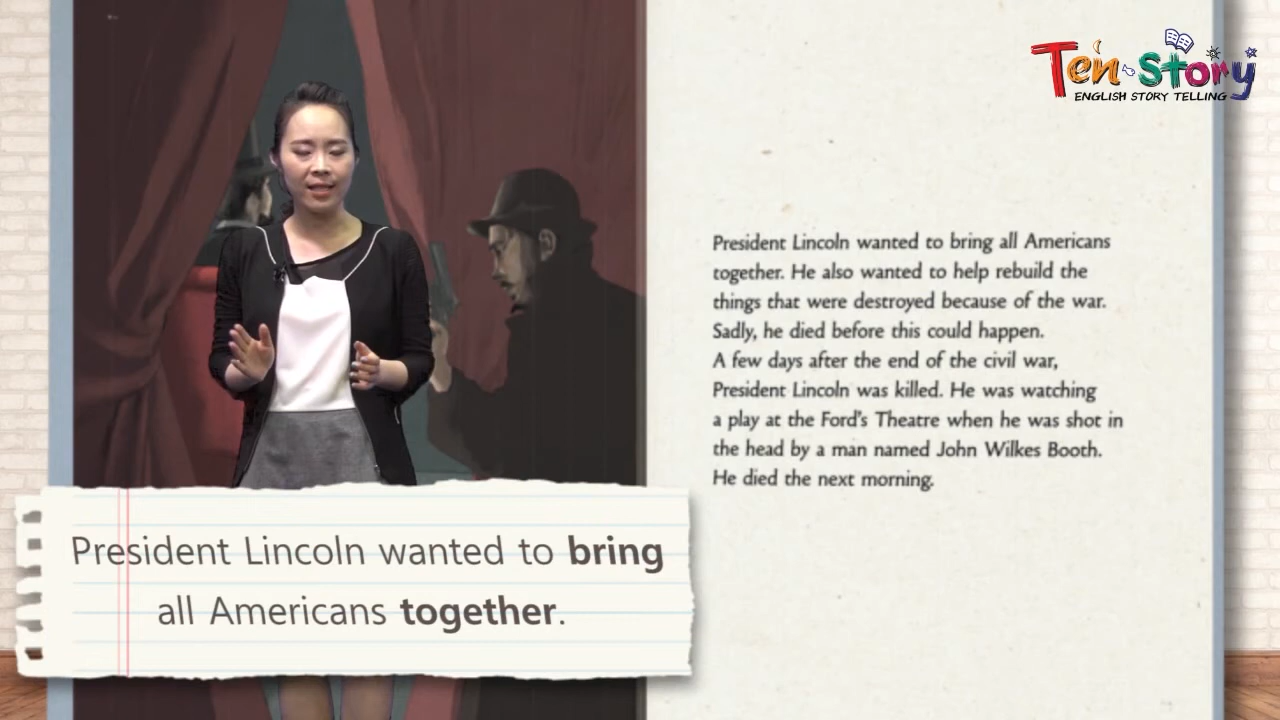 Ten Story
ENGLISH STORY TELLING
President Lincoln wanted to bring all Americans
together. He also wanted to help rebuild the
things that were destroyed because of the war.
Sadly, he died before this could happen.
A few days after the end of the civil war,
President Lincoln was killed. He was watching
a play at the Ford's Theatre when he was shot in
the head by a man named John Wilkes Booth.
He died the next morning.
President Lincoln wanted to bring
all Americans together.